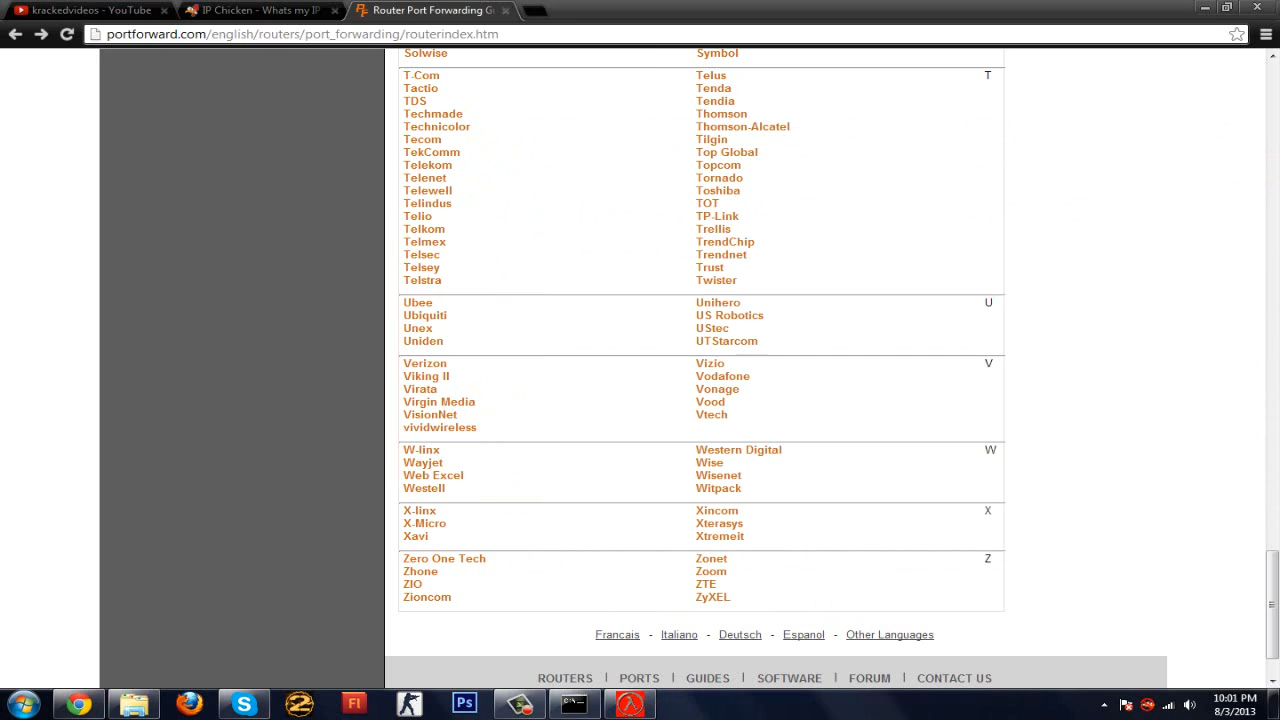 krackedvideos - YouTube
IP Chicken - Whats my IP
Router Port Forwarding G
portforward.com/english/routers/port_forwarding/routerindex.htm
Solwise Symbol
T-Com Telus T
Tactio Tenda
TDS Tendia
Techmade Thomson
Technicolor Thomson-Alcatel
Tecom Tilgin
TekComm Top Global
Telekom Topcom
Telenet Tornado
Telewell Toshiba
Telindus TOT
Telio TP-Link
Telkom Trellis
Telmex TrendChip
Telsec Trendnet
Telsey Trust
Telstra Twister
Ubee Unihero U
Ubiquiti US Robotics
Unex UStec
Uniden UTStarcom
Verizon Vizio V
Viking II Vodafone
Virata Vonage
Virgin Media Vood
VisionNet Vtech
vividwireless
W-linx Western Digital W
Wayjet Wise
Web Excel Wisenet
Westell Witpack
X-linx Xincom X
X-Micro Xterasys
Xavi Xtremeit
Zero One Tech Zonet Z
Zhone Zoom
ZIO ZTE
Zioncom ZyXEL
Francais - Italiano - Deutsch - Espanol - Other Languages
ROUTERS | PORTS | GUIDES | SOFTWARE | FORUM | CONTACT US
S
2
Fl
Ps
10:01 PM
8/3/2013